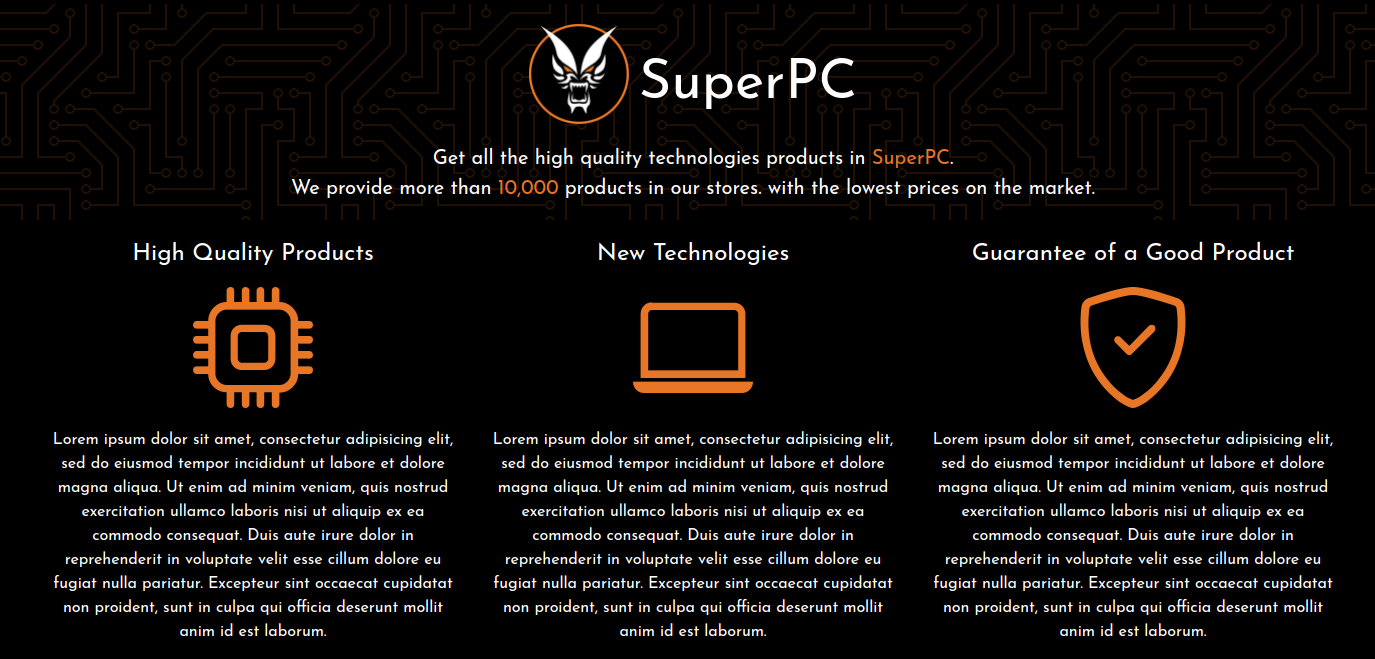 SuperPC
Get all the high quality technologies products in SuperPC.
We provide more than 10,000 products in our stores. with the lowest prices on the market.
High Quality Products
Lorem ipsum dolor sit amet, consectetur adipisicing elit,
sed do eiusmod tempor incididunt ut labore et dolore
magna aliqua. Ut enim ad minim veniam, quis nostrud
exercitation ullamco laboris nisi ut aliquip ex ea
commodo consequat. Duis aute irure dolor in
reprehenderit in voluptate velit esse cillum dolore eu
fugiat nulla pariatur. Excepteur sint occaecat cupidatat
non proident, sunt in culpa qui officia deserunt mollit
anim id est laborum.
New Technologies
Lorem ipsum dolor sit amet, consectetur adipisicing elit,
sed do eiusmod tempor incididunt ut labore et dolore
magna aliqua. Ut enim ad minim veniam, quis nostrud
exercitation ullamco laboris nisi ut aliquip ex ea
commodo consequat. Duis aute irure dolor in
reprehenderit in voluptate velit esse cillum dolore eu
fugiat nulla pariatur. Excepteur sint occaecat cupidatat
non proident, sunt in culpa qui officia deserunt mollit
anim id est laborum.
Guarantee of a Good Product
Lorem ipsum dolor sit amet, consectetur adipisicing elit,
sed do eiusmod tempor incididunt ut labore et dolore
magna aliqua. Ut enim ad minim veniam, quis nostrud
exercitation ullamco laboris nisi ut aliquip ex ea
commodo consequat. Duis aute irure dolor in
reprehenderit in voluptate velit esse cillum dolore eu
fugiat nulla pariatur. Excepteur sint occaecat cupidatat
non proident, sunt in culpa qui officia deserunt mollit
anim id est laborum.